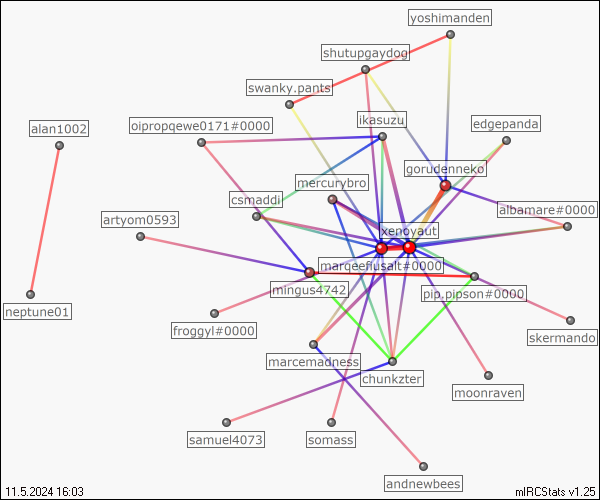 yoshimanden
shutupgaydog
swanky.pants
ikasuzu
alan1002
oipropqewe0171#0000
edgepanda
gorudenneko
mercurybro
csmaddi
artyom0593
albamare#0000
xenoyaut
marqeeflusalt#0000
mingus4742
pip.pipson#0000
neptune01
froggyl#0000
skermando
marcemadness
chunkzter
moonraven
samuel4073
somass
andnewbees
11.5.2024 16:03
mIRCStats v1.25